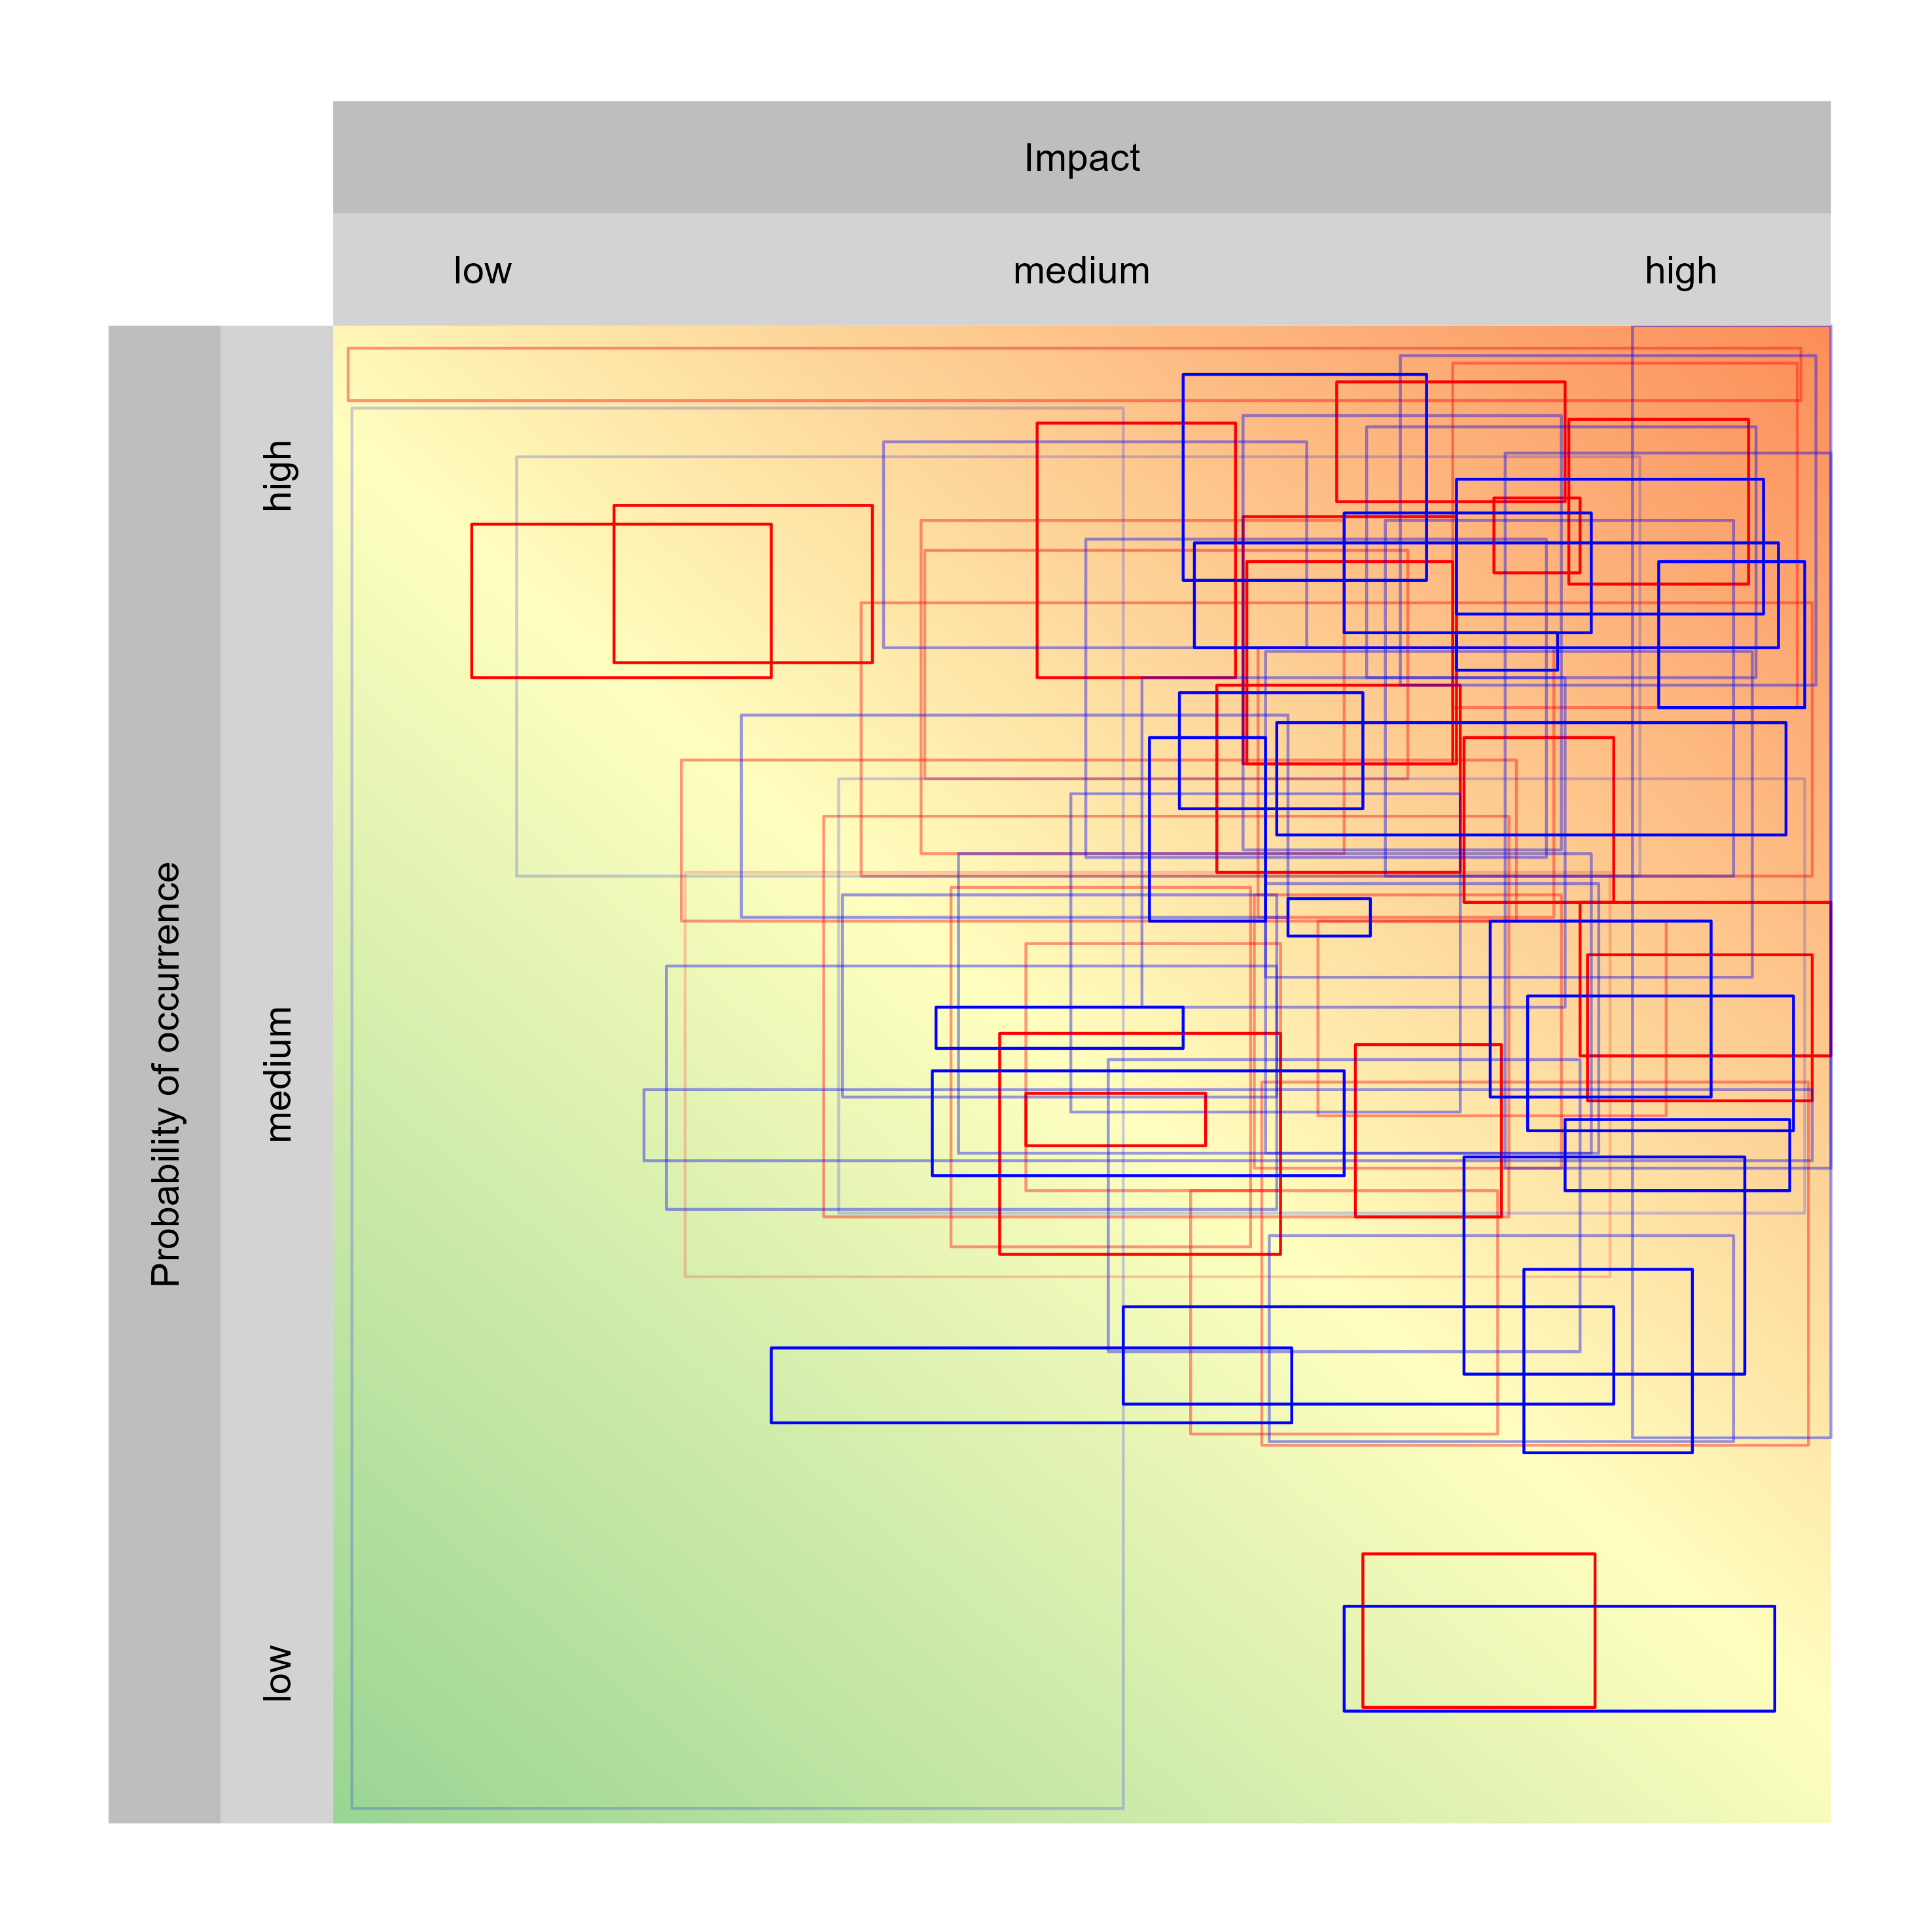 Impact
low
medium
high
Probability of occurrence
high
medium
low